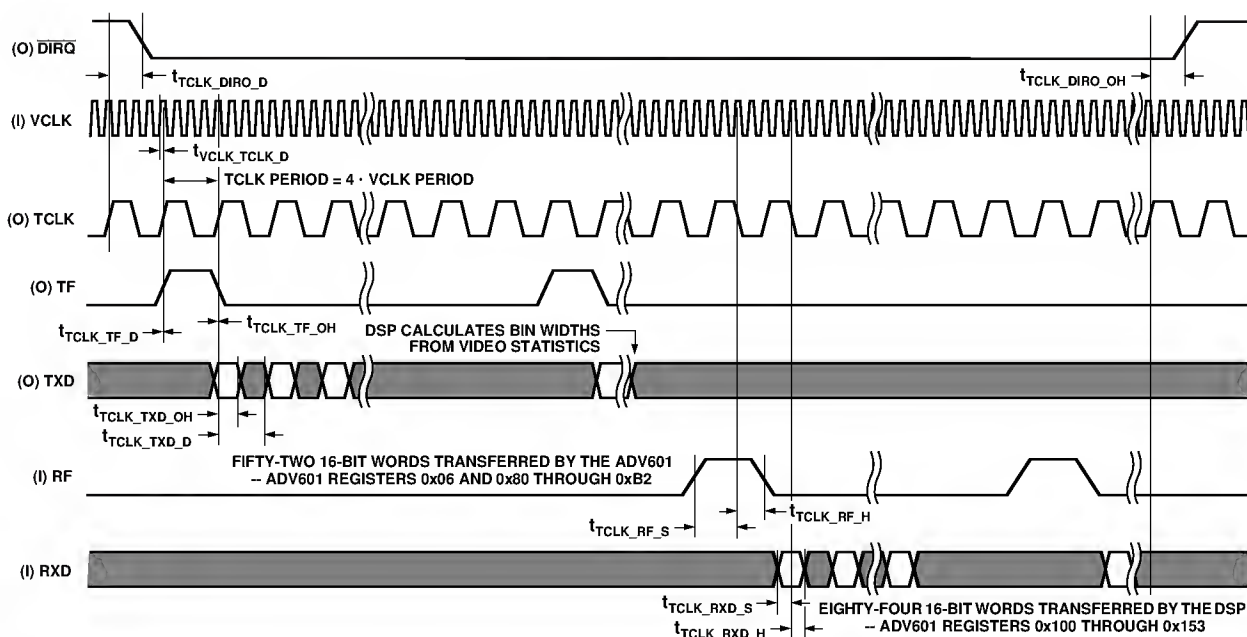 (O) DIRQ
tTCLK_DIRO_D
tTCLK_DIRO_OH
(I) VCLK
tVCLK_TCLK_D
TCLK PERIOD = 4 · VCLK PERIOD
(O) TCLK
(O) TF
tTCLK_TF_D
tTCLK_TF_OH
DSP CALCULATES BIN WIDTHS
FROM VIDEO STATISTICS
(O) TXD
tTCLK_TXD_OH
tTCLK_TXD_D
FIFTY-TWO 16-BIT WORDS TRANSFERRED BY THE ADV601
-- ADV601 REGISTERS 0x06 AND 0x80 THROUGH 0xB2
(I) RF
tTCLK_RF_H
tTCLK_RF_S
(I) RXD
tTCLK_RXD_S
tTCLK_RXD_H
EIGHTY-FOUR 16-BIT WORDS TRANSFERRED BY THE DSP
-- ADV601 REGISTERS 0x100 THROUGH 0x153